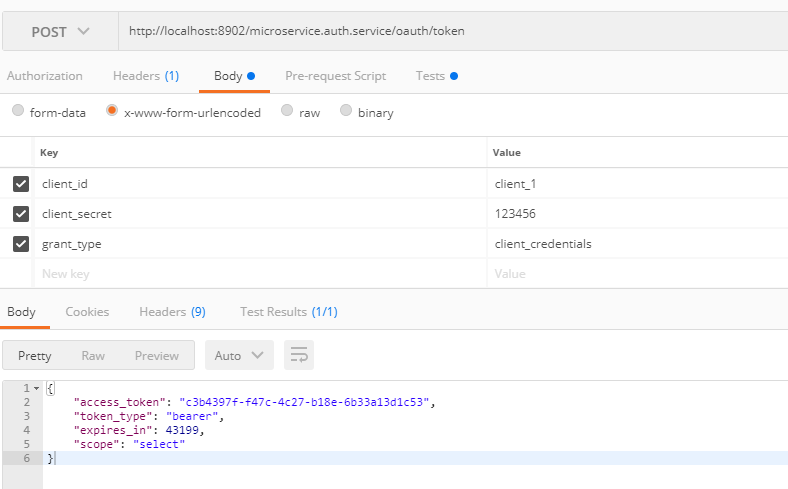 POST http://localhost:8902/microservice.auth.service/oauth/token
Authorization Headers (1) Body Pre-request Script Tests
form-data x-www-form-urlencoded raw binary
Key Value
client_id client_1
client_secret 123456
grant_type client_credentials
New key Value
Body Cookies Headers (9) Test Results (1/1)
Pretty Raw Preview Auto
1 {
2 "access_token": "c3b4397f-f47c-4c27-b18e-6b33a13d1c53",
3 "token_type": "bearer",
4 "expires_in": 43199,
5 "scope": "select"
6 }